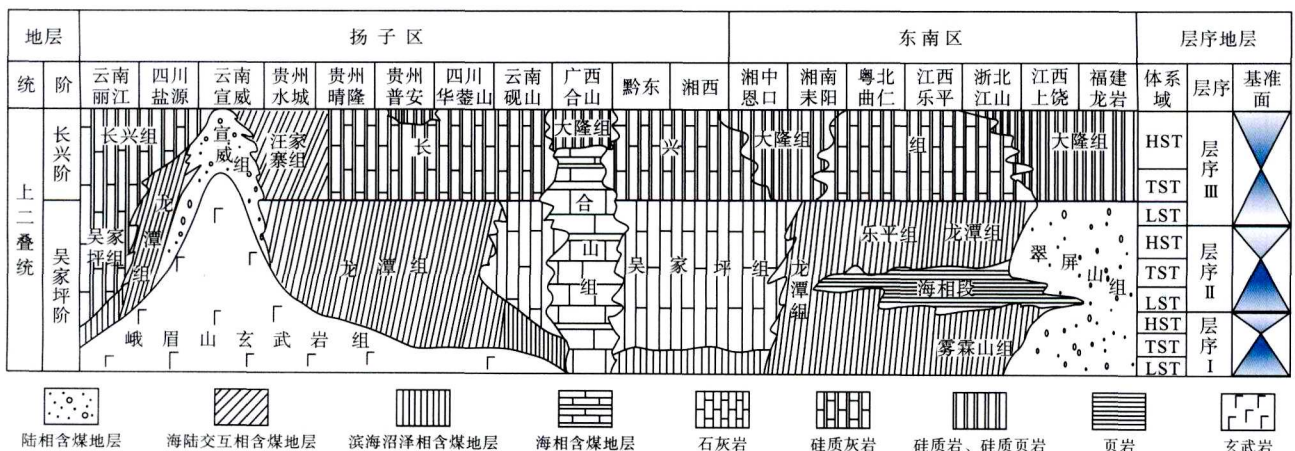 地层 扬子区 东南区 层序地层
统 阶 云南丽江 四川盐源 云南宣威 贵州水城 贵州晴隆 贵州普安 四川华蓥山 云南砚山 广西合山 黔东 湘西 湘中恩口 湘南耒阳 粤北曲仁 江西乐平 浙北江山 江西上饶 福建龙岩 体系域 层序 基准面
上二叠统
长兴阶 长兴组 宣威组 汪家寨组 长 大隆组 兴 大隆组 组 大隆组 HST 层序Ⅲ
TST
LST
吴家坪阶 吴家坪组 龙潭组 龙潭组 合山组 吴家坪组 龙潭组 乐平组 龙潭组 翠屏山组 HST 层序Ⅱ
海相段 TST
LST
峨眉山玄武岩组 HST 层序Ⅰ
雾霖山组 TST
LST
陆相含煤地层 海陆交互相含煤地层 滨海沼泽相含煤地层 海相含煤地层 石灰岩 硅质灰岩 硅质岩、硅质页岩 页岩 玄武岩